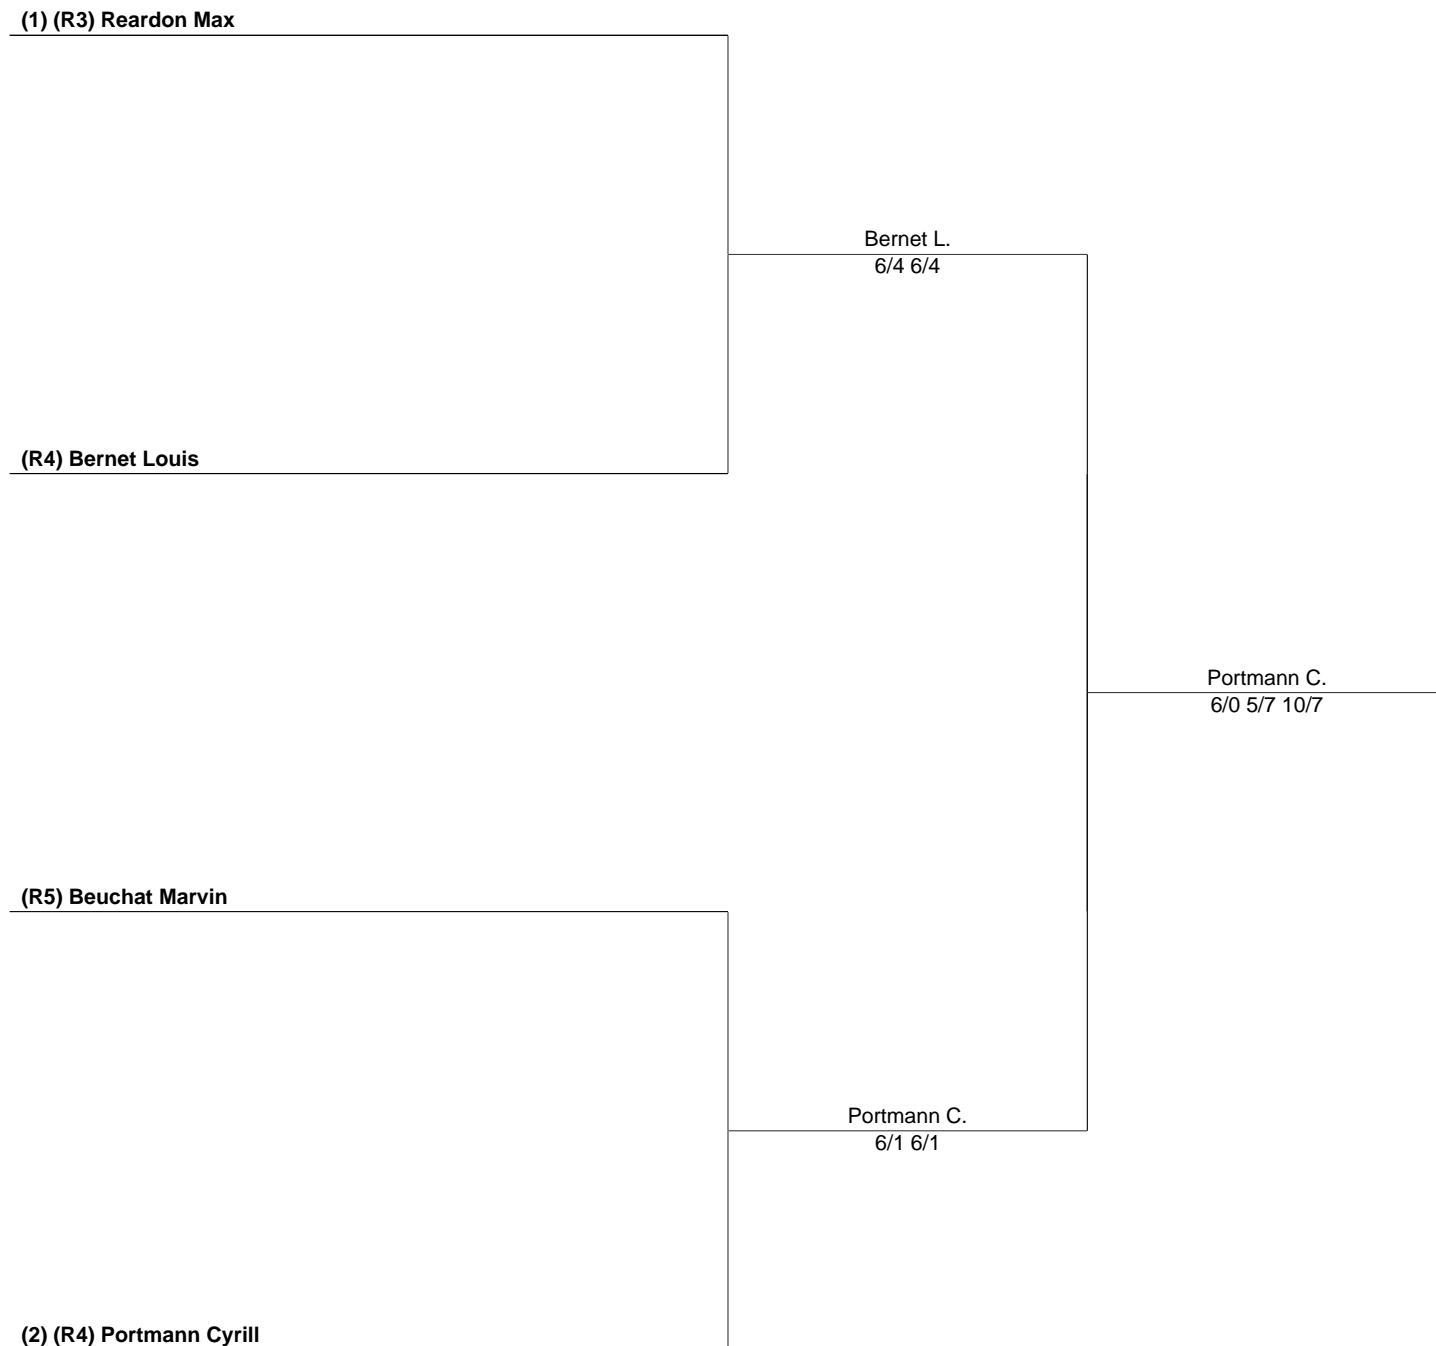 (1) (R3) Reardon Max
Bernet L.
6/4 6/4
(R4) Bernet Louis
Portmann C.
6/0 5/7 10/7
(R5) Beuchat Marvin
Portmann C.
6/1 6/1
(2) (R4) Portmann Cyrill